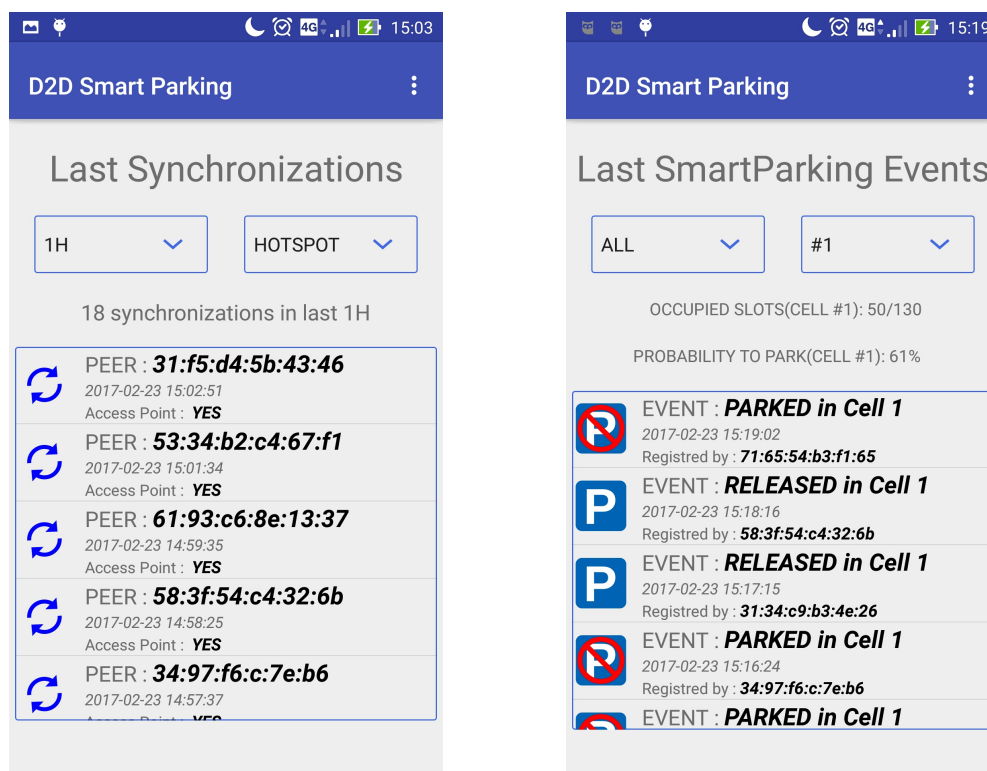 4G 15:03
D2D Smart Parking
Last Synchronizations
1H HOTSPOT
18 synchronizations in last 1H
PEER : 31:f5:d4:5b:43:46
2017-02-23 15:02:51
Access Point : YES
PEER : 53:34:b2:c4:67:f1
2017-02-23 15:01:34
Access Point : YES
PEER : 61:93:c6:8e:13:37
2017-02-23 14:59:35
Access Point : YES
PEER : 58:3f:54:c4:32:6b
2017-02-23 14:58:25
Access Point : YES
PEER : 34:97:f6:c:7e:b6
2017-02-23 14:57:37
Access Point : YES
4G 15:19
D2D Smart Parking
Last SmartParking Events
ALL #1
OCCUPIED SLOTS(CELL #1): 50/130
PROBABILITY TO PARK(CELL #1): 61%
P EVENT : PARKED in Cell 1
2017-02-23 15:19:02
Registred by : 71:65:54:b3:f1:65
P EVENT : RELEASED in Cell 1
2017-02-23 15:18:16
Registred by : 58:3f:54:c4:32:6b
P EVENT : RELEASED in Cell 1
2017-02-23 15:17:15
Registred by : 31:34:c9:b3:4e:26
P EVENT : PARKED in Cell 1
2017-02-23 15:16:24
Registred by : 34:97:f6:c:7e:b6
EVENT : PARKED in Cell 1